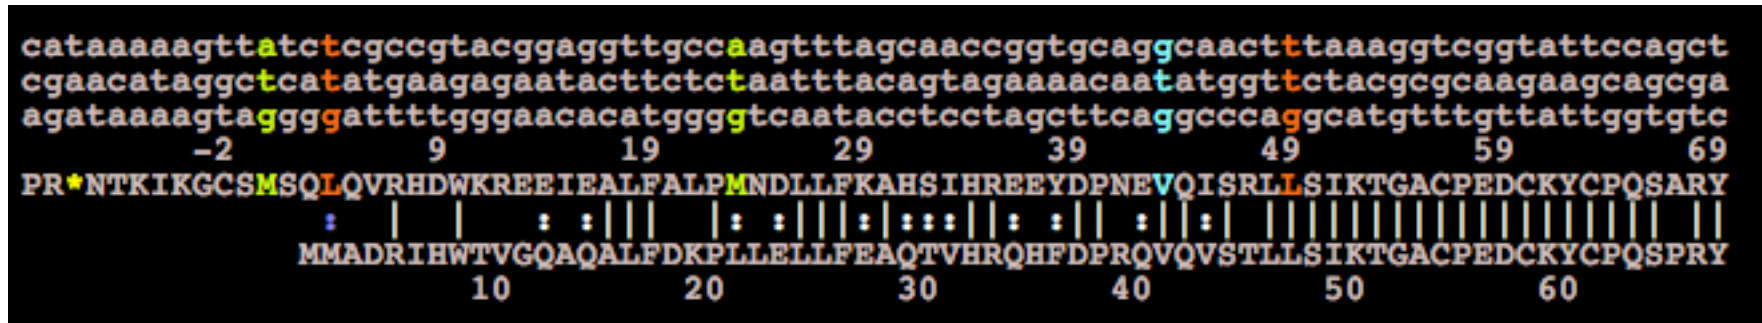 cataaaaagttatctcgccgtacggaggttgccaagtttagcaaccggtgcaggcaactttaaaggtcggtattccagct
cgaacataggctcatatgaagagaatacttctctaatttacagtagaaaacaatatggttctacgcgcaagaagcagcga
agataaaagtaggggattttgggaacacatggggtcaatacctcctagcttcaggcccaggcatgtttgttattggtgtc
-2 9 19 29 39 49 59 69
PR*NTKIKGCSMSQLQVRHDWKREEIEALFALPMNDLLFKAHSIHREEYDPNEVQISRLLSIKTGACPEDCKYCPQSARY
:  |  |   : :|||  |: :|||:|:::||: :|| :||:| ||||||||||||||||||| ||
MMADRIHWTVGQAQALFDKPLLELLFEAQTVHRQHFDPRQVQVSTLLSIKTGACPEDCKYCPQSPRY
10 20 30 40 50 60